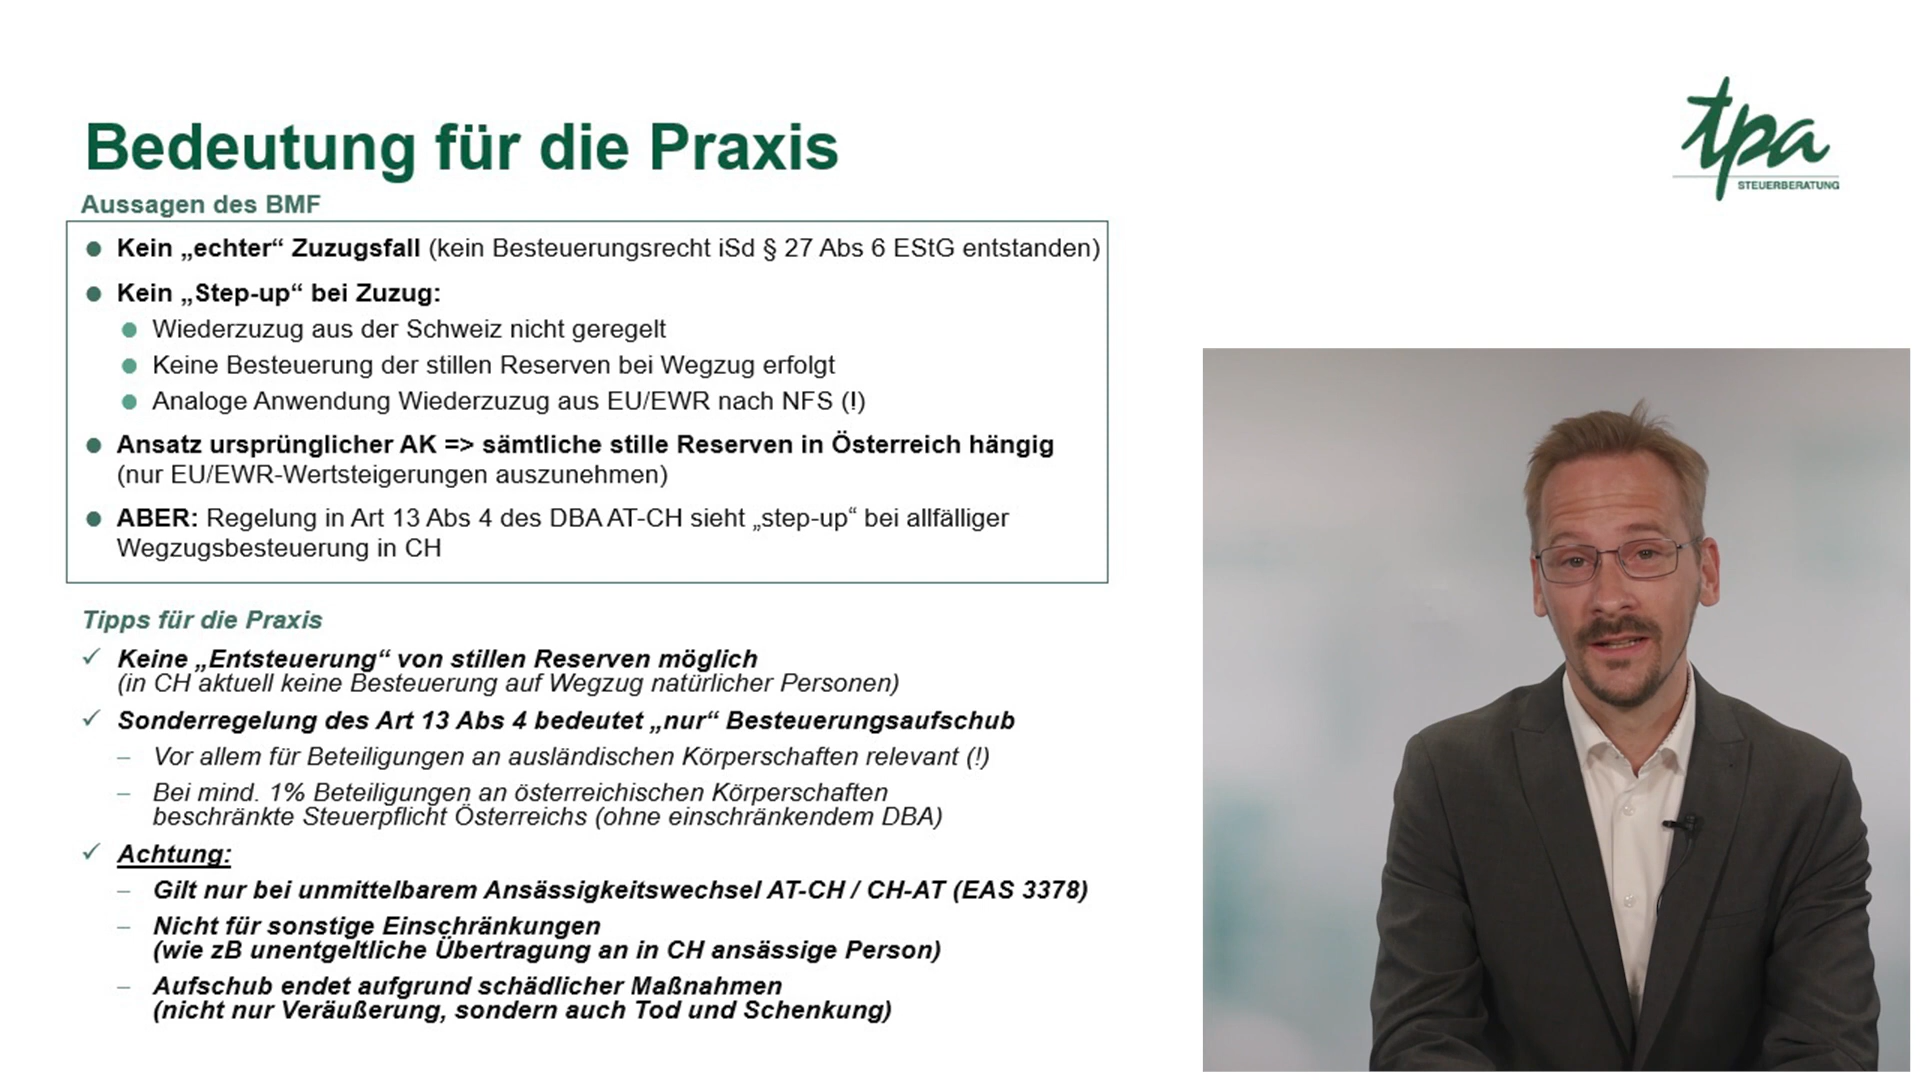 Bedeutung für die Praxis
tpa
STEUERBERATUNG
Aussagen des BMF
Kein „echter“ Zuzugsfall (kein Besteuerungsrecht iSd § 27 Abs 6 EStG entstanden)
Kein „Step-up“ bei Zuzug:
Wiederzuzug aus der Schweiz nicht geregelt
Keine Besteuerung der stillen Reserven bei Wegzug erfolgt
Analoge Anwendung Wiederzuzug aus EU/EWR nach NFS (!)
Ansatz ursprünglicher AK => sämtliche stille Reserven in Österreich hängig
(nur EU/EWR-Wertsteigerungen auszunehmen)
ABER: Regelung in Art 13 Abs 4 des DBA AT-CH sieht „step-up“ bei allfälliger
Wegzugsbesteuerung in CH
Tipps für die Praxis
✓ Keine „Entsteuerung“ von stillen Reserven möglich
(in CH aktuell keine Besteuerung auf Wegzug natürlicher Personen)
✓ Sonderregelung des Art 13 Abs 4 bedeutet „nur“ Besteuerungsaufschub
– Vor allem für Beteiligungen an ausländischen Körperschaften relevant (!)
– Bei mind. 1% Beteiligungen an österreichischen Körperschaften
beschränkte Steuerpflicht Österreichs (ohne einschränkendem DBA)
✓ Achtung:
– Gilt nur bei unmittelbarem Ansässigkeitswechsel AT-CH / CH-AT (EAS 3378)
– Nicht für sonstige Einschränkungen
(wie zB unentgeltliche Übertragung an in CH ansässige Person)
– Aufschub endet aufgrund schädlicher Maßnahmen
(nicht nur Veräußerung, sondern auch Tod und Schenkung)